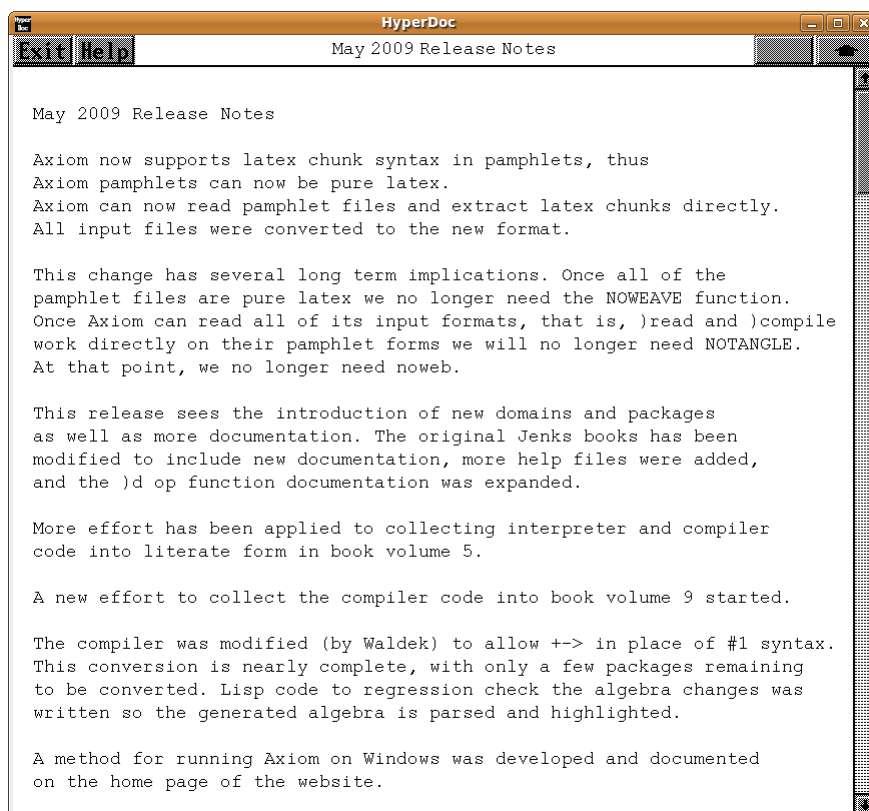 Hyper Doc
HyperDoc
Exit Help
May 2009 Release Notes
May 2009 Release Notes
Axiom now supports latex chunk syntax in pamphlets, thus
Axiom pamphlets can now be pure latex.
Axiom can now read pamphlet files and extract latex chunks directly.
All input files were converted to the new format.
This change has several long term implications. Once all of the
pamphlet files are pure latex we no longer need the NOWEAVE function.
Once Axiom can read all of its input formats, that is, )read and )compile
work directly on their pamphlet forms we will no longer need NOTANGLE.
At that point, we no longer need noweb.
This release sees the introduction of new domains and packages
as well as more documentation. The original Jenks books has been
modified to include new documentation, more help files were added,
and the )d op function documentation was expanded.
More effort has been applied to collecting interpreter and compiler
code into literate form in book volume 5.
A new effort to collect the compiler code into book volume 9 started.
The compiler was modified (by Waldek) to allow +-> in place of #1 syntax.
This conversion is nearly complete, with only a few packages remaining
to be converted. Lisp code to regression check the algebra changes was
written so the generated algebra is parsed and highlighted.
A method for running Axiom on Windows was developed and documented
on the home page of the website.